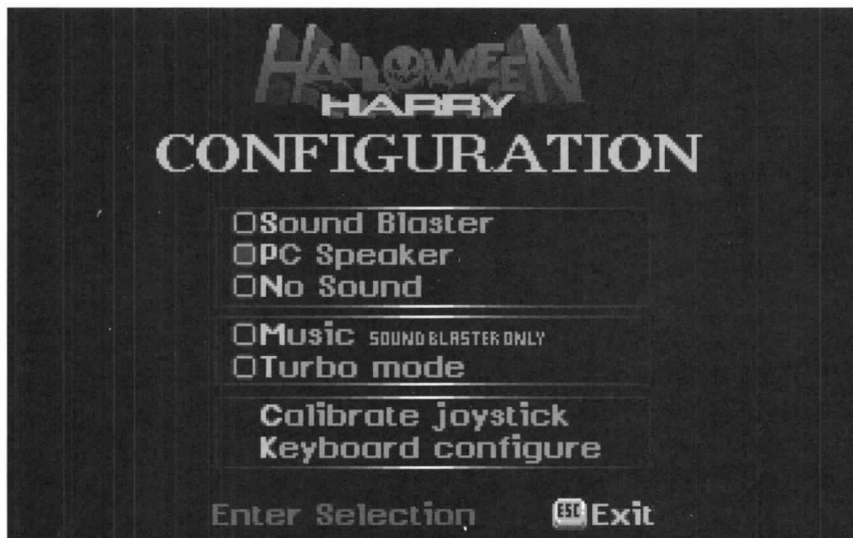 HALLOWEEN
HARRY
CONFIGURATION
Sound Blaster
PC Speaker
No Sound
Music SOUND BLASTER ONLY
Turbo mode
Calibrate joystick
Keyboard configure
Enter Selection ESC Exit